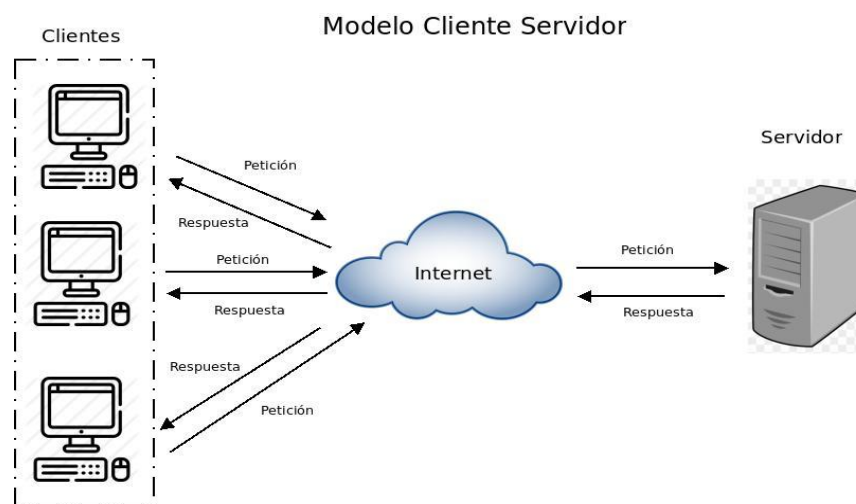 Modelo Cliente Servidor
Clientes
Servidor
Petición
Respuesta
Petición
Respuesta
Respuesta
Petición
Internet
Petición
Respuesta